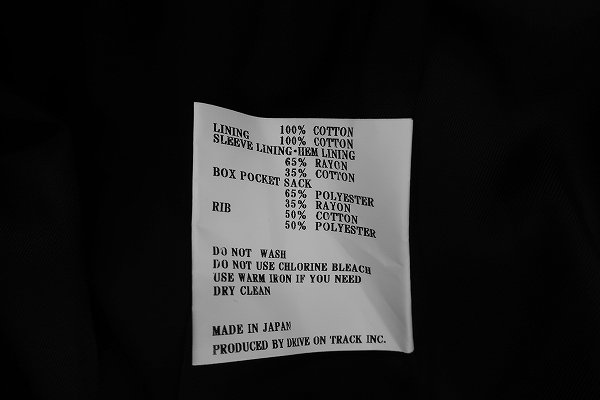 100% COTTON
LINING 100% COTTON
SLEEVE LINING·HEM LINING
65% RAYON
35% COTTON
BOX POCKET SACK
65% POLYESTER
35% RAYON
RIB 50% COTTON
50% POLYESTER
DO NOT WASH
DO NOT USE CHLORINE BLEACH
USE WARM IRON IF YOU NEED
DRY CLEAN
MADE IN JAPAN
PRODUCED BY DRIVE ON TRACK INC.